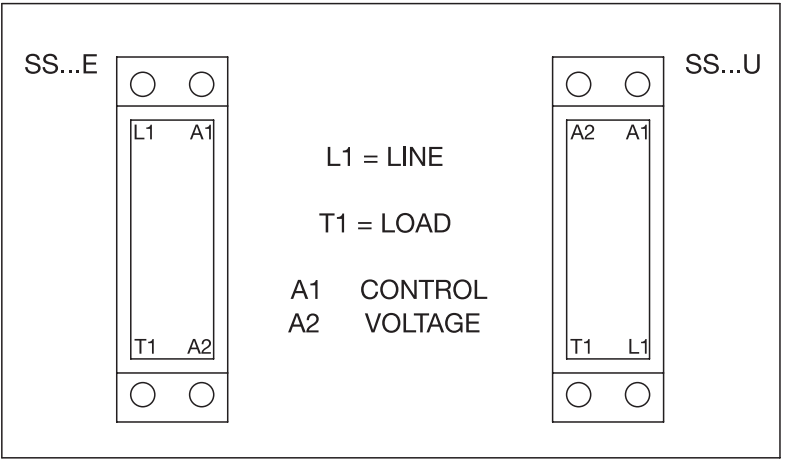 SS...E
L1 A1
T1 A2
L1 = LINE
T1 = LOAD
A1 CONTROL
A2 VOLTAGE
SS...U
A2 A1
T1 L1